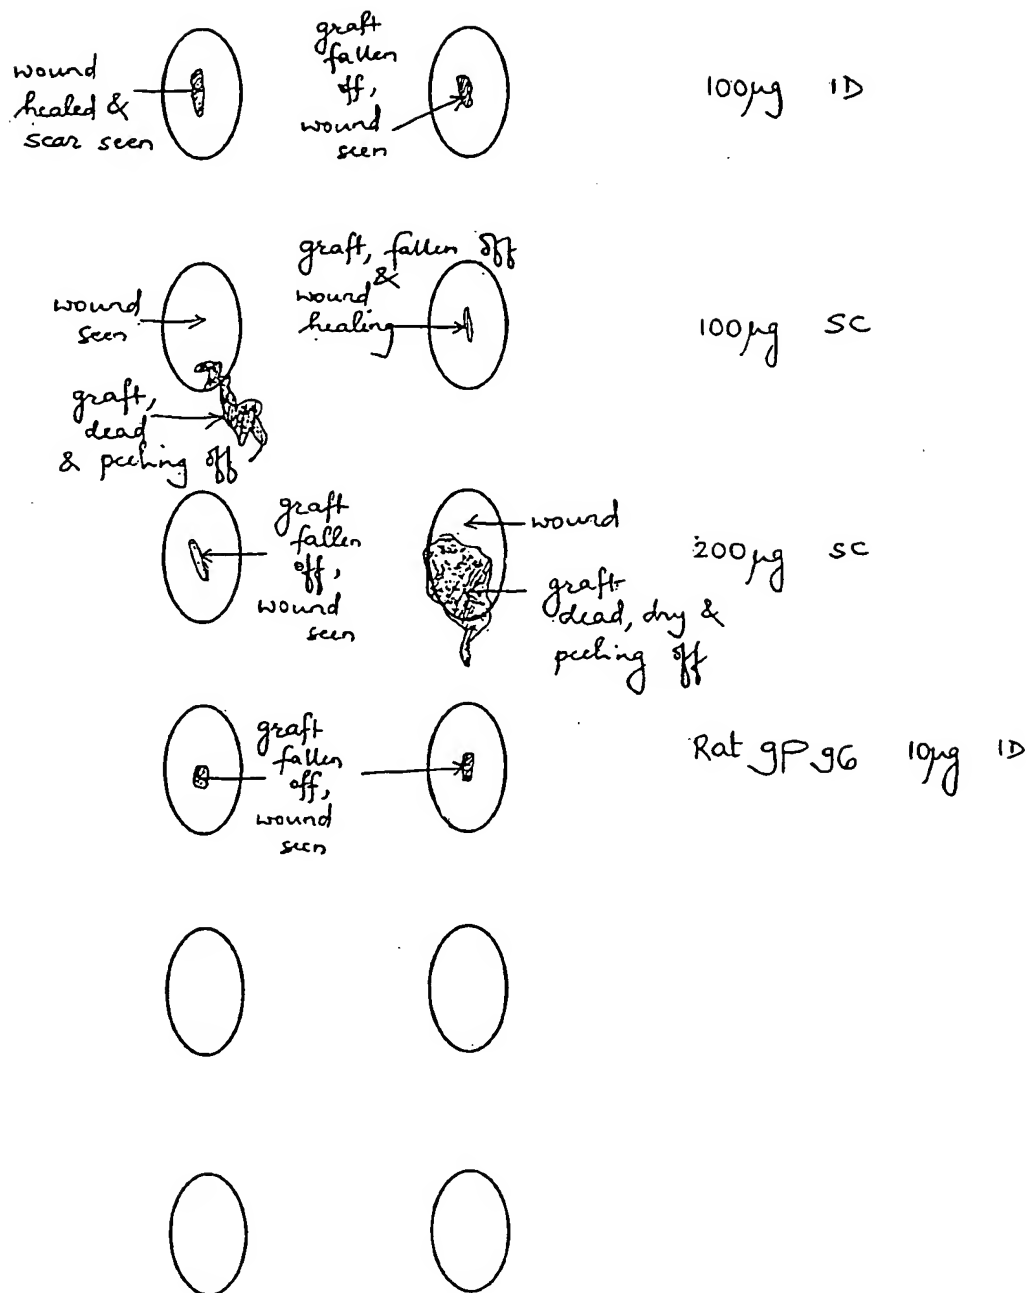 wound
healed &
scar seen
graft
fallen
off,
wound
seen
100µg ID
wound
seen
graft,
dead
& peeling off
graft, fallen off
&
wound
healing
100µg SC
graft
fallen
off,
wound
seen
wound
graft
dead, dry &
peeling off
200µg SC
graft
fallen
off,
wound
seen
Rat gP 96 10µg ID